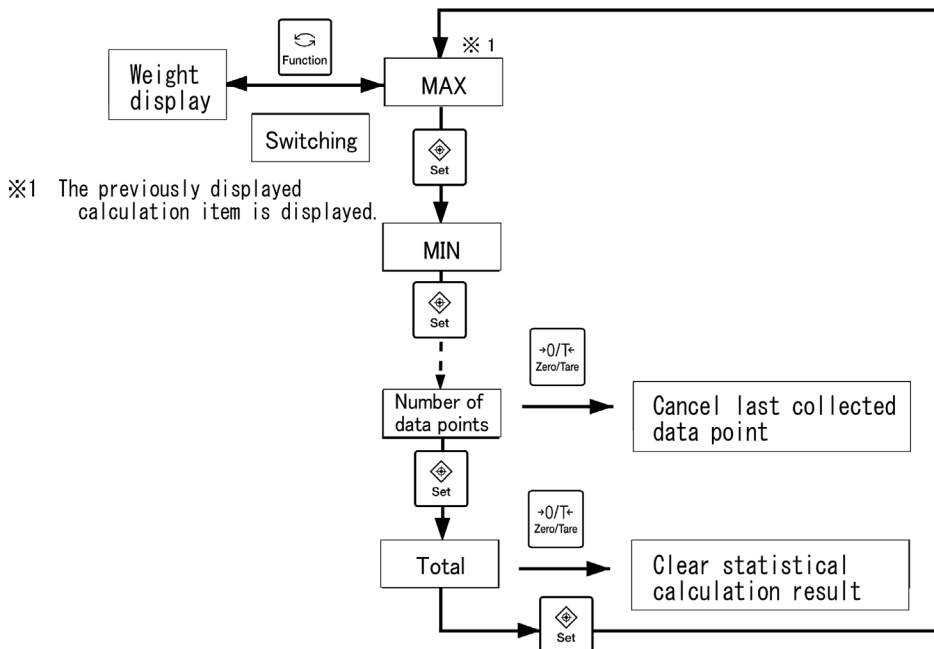 ※ 1
Function
Weight
display
MAX
Switching
Set
※1 The previously displayed
calculation item is displayed.
MIN
Set
→0/T←
Zero/Tare
Number of
data points
Cancel last collected
data point
Set
→0/T←
Zero/Tare
Total
Clear statistical
calculation result
Set